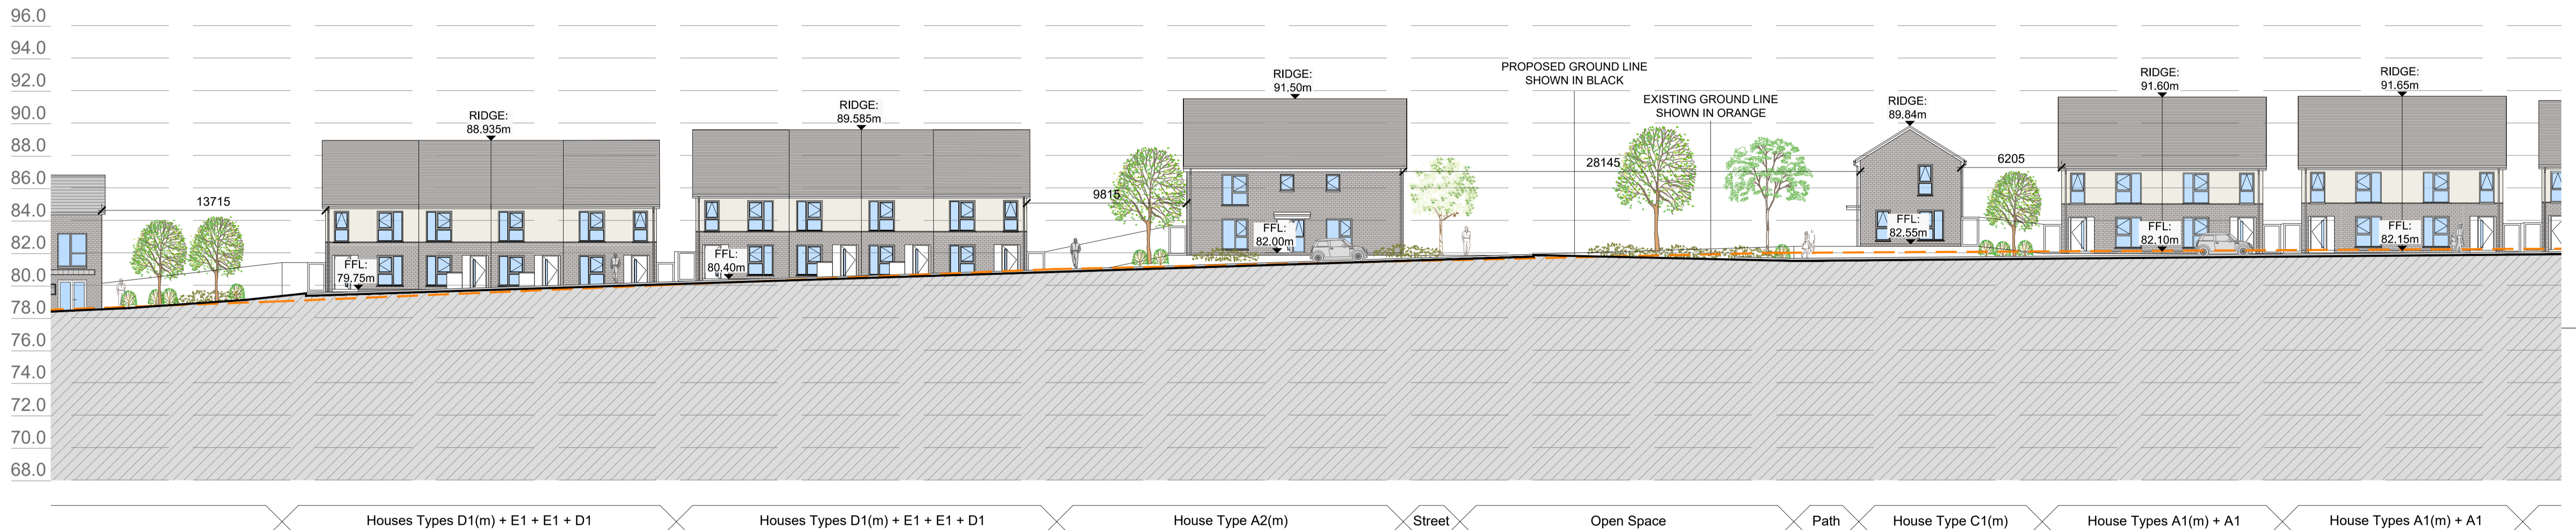 96.0
94.0
92.0
90.0
88.0
86.0
84.0
82.0
80.0
78.0
76.0
74.0
72.0
70.0
68.0
13715
RIDGE:
88.935m
FFL:
79.75m
RIDGE:
89.585m
FFL:
80.40m
9815
RIDGE:
91.50m
FFL:
82.00m
PROPOSED GROUND LINE
SHOWN IN BLACK
EXISTING GROUND LINE
SHOWN IN ORANGE
28145
RIDGE:
89.84m
FFL:
82.55m
6205
RIDGE:
91.60m
FFL:
82.10m
RIDGE:
91.65m
FFL:
82.15m
Houses Types D1(m) + E1 + E1 + D1
Houses Types D1(m) + E1 + E1 + D1
House Type A2(m)
Street
Open Space
Path
House Type C1(m)
House Types A1(m) + A1
House Types A1(m) + A1